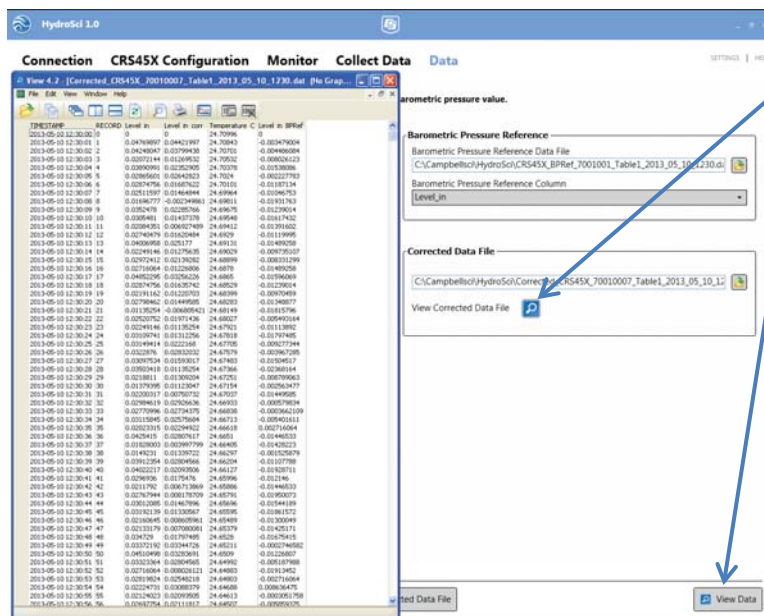 HydroSci 1.0
Connection CRS45X Configuration Monitor Collect Data Data
SETTINGS |
View 4.2 - [Corrected_CRS45X_70010007_Table1_2013_05_10_1230.dat (No Grap...
File Edit View Window Help
TIMESTAMP RECORD Level in Level in corr Temperature C Level in BPRef
2013-05-10 12:30:00 0 0 0 24.70996 0
2013-05-10 12:30:01 1 0.04769897 0.04421997 24.70843 -0.003479004
2013-05-10 12:30:02 2 0.04248047 0.03799438 24.70701 -0.004486084
2013-05-10 12:30:03 3 0.02072144 0.01269532 24.70532 -0.008026123
2013-05-10 12:30:04 4 0.03890991 0.02352905 24.70378 -0.01538086
2013-05-10 12:30:05 5 0.02865601 0.02642823 24.7024 -0.002227783
2013-05-10 12:30:06 6 0.02874756 0.01687622 24.70101 -0.01187134
2013-05-10 12:30:07 7 0.02511597 0.01464844 24.69964 -0.01046753
2013-05-10 12:30:08 8 0.01696777 -0.002349861 24.69811 -0.01931763
2013-05-10 12:30:09 9 0.0352478 0.02285766 24.69675 -0.01239014
2013-05-10 12:30:10 10 0.0305481 0.01437378 24.69548 -0.01617432
2013-05-10 12:30:11 11 0.02084351 0.006927489 24.69412 -0.01391602
2013-05-10 12:30:12 12 0.02740479 0.01620484 24.6929 -0.01119995
2013-05-10 12:30:13 13 0.04006958 0.025177 24.69131 -0.01489258
2013-05-10 12:30:14 14 0.02249146 0.01275635 24.69029 -0.009735107
2013-05-10 12:30:15 15 0.02972412 0.02139282 24.68899 -0.008331299
2013-05-10 12:30:16 16 0.02716064 0.01226806 24.6878 -0.01489258
2013-05-10 12:30:17 17 0.04852295 0.03256226 24.6865 -0.01596069
2013-05-10 12:30:18 18 0.02874756 0.01635742 24.68529 -0.01239014
2013-05-10 12:30:19 19 0.02191162 0.01220703 24.68399 -0.00970459
2013-05-10 12:30:20 20 0.02798462 0.01449585 24.68283 -0.01348877
2013-05-10 12:30:21 21 0.01135254 -0.006805421 24.68149 -0.01815796
2013-05-10 12:30:22 22 0.02520752 0.01971436 24.68027 -0.005493164
2013-05-10 12:30:23 23 0.02249146 0.01135254 24.67921 -0.01113892
2013-05-10 12:30:24 24 0.03109741 0.01312256 24.67818 -0.01797485
2013-05-10 12:30:25 25 0.03149414 0.0222168 24.67705 -0.009277344
2013-05-10 12:30:26 26 0.0322876 0.02832032 24.67579 -0.003967285
2013-05-10 12:30:27 27 0.03097534 0.01593017 24.67483 -0.01504517
2013-05-10 12:30:28 28 0.03503418 0.01135254 24.67366 -0.02368164
2013-05-10 12:30:29 29 0.0218811 0.01309204 24.67251 -0.008789063
2013-05-10 12:30:30 30 0.01379395 0.01123047 24.67154 -0.002563477
2013-05-10 12:30:31 31 0.02200317 0.00750732 24.67037 -0.01449585
2013-05-10 12:30:32 32 0.02984619 0.02926636 24.66933 -0.000579834
2013-05-10 12:30:33 33 0.02770996 0.02734375 24.66838 -0.0003662109
2013-05-10 12:30:34 34 0.03115845 0.02575684 24.66713 -0.005401611
2013-05-10 12:30:35 35 0.02023315 0.02294922 24.66618 0.002716064
2013-05-10 12:30:36 36 0.0425415 0.02807617 24.6651 -0.01446533
2013-05-10 12:30:37 37 0.01828003 0.003997799 24.66405 -0.01428223
2013-05-10 12:30:38 38 0.0149231 0.01339722 24.66297 -0.001525879
2013-05-10 12:30:39 39 0.03912354 0.02804566 24.66204 -0.01107788
2013-05-10 12:30:40 40 0.04022217 0.02093506 24.66127 -0.01928711
2013-05-10 12:30:41 41 0.0296936 0.0175476 24.65996 -0.012146
2013-05-10 12:30:42 42 0.0211792 0.006713869 24.65886 -0.01446533
2013-05-10 12:30:43 43 0.02767944 0.008178709 24.65791 -0.01950073
2013-05-10 12:30:44 44 0.03012085 0.01467896 24.65696 -0.01544189
2013-05-10 12:30:45 45 0.03192139 0.01330567 24.65595 -0.01861572
2013-05-10 12:30:46 46 0.02160645 0.008605961 24.65489 -0.01300049
2013-05-10 12:30:47 47 0.02133179 0.007080081 24.65379 -0.01425171
2013-05-10 12:30:48 48 0.034729 0.01797485 24.6528 -0.01675415
2013-05-10 12:30:49 49 0.03372192 0.03344726 24.65211 -0.0002746582
2013-05-10 12:30:50 50 0.04510498 0.03283691 24.6509 -0.01226807
2013-05-10 12:30:51 51 0.03323364 0.02804565 24.64992 -0.005187988
2013-05-10 12:30:52 52 0.02716064 0.008026121 24.64883 -0.01913452
2013-05-10 12:30:53 53 0.02819824 0.02548218 24.64803 -0.002716064
2013-05-10 12:30:54 54 0.02224731 0.03088379 24.64688 0.008636475
2013-05-10 12:30:55 55 0.02124023 0.02093505 24.64613 -0.0003051758
2013-05-10 12:30:56 56 0.02697754 0.02111817 24.64507 -0.005859375
arometric pressure value.
Barometric Pressure Reference
Barometric Pressure Reference Data File
C:\Campbellsci\HydroSci\CRS45X_BPRef_7001001_Table1_2013_05_10_1230.da
Barometric Pressure Reference Column
Level_in
Corrected Data File
C:\Campbellsci\HydroSci\Corrected_CRS45X_70010007_Table1_2013_05_10_12
View Corrected Data File
ted Data File
View Data